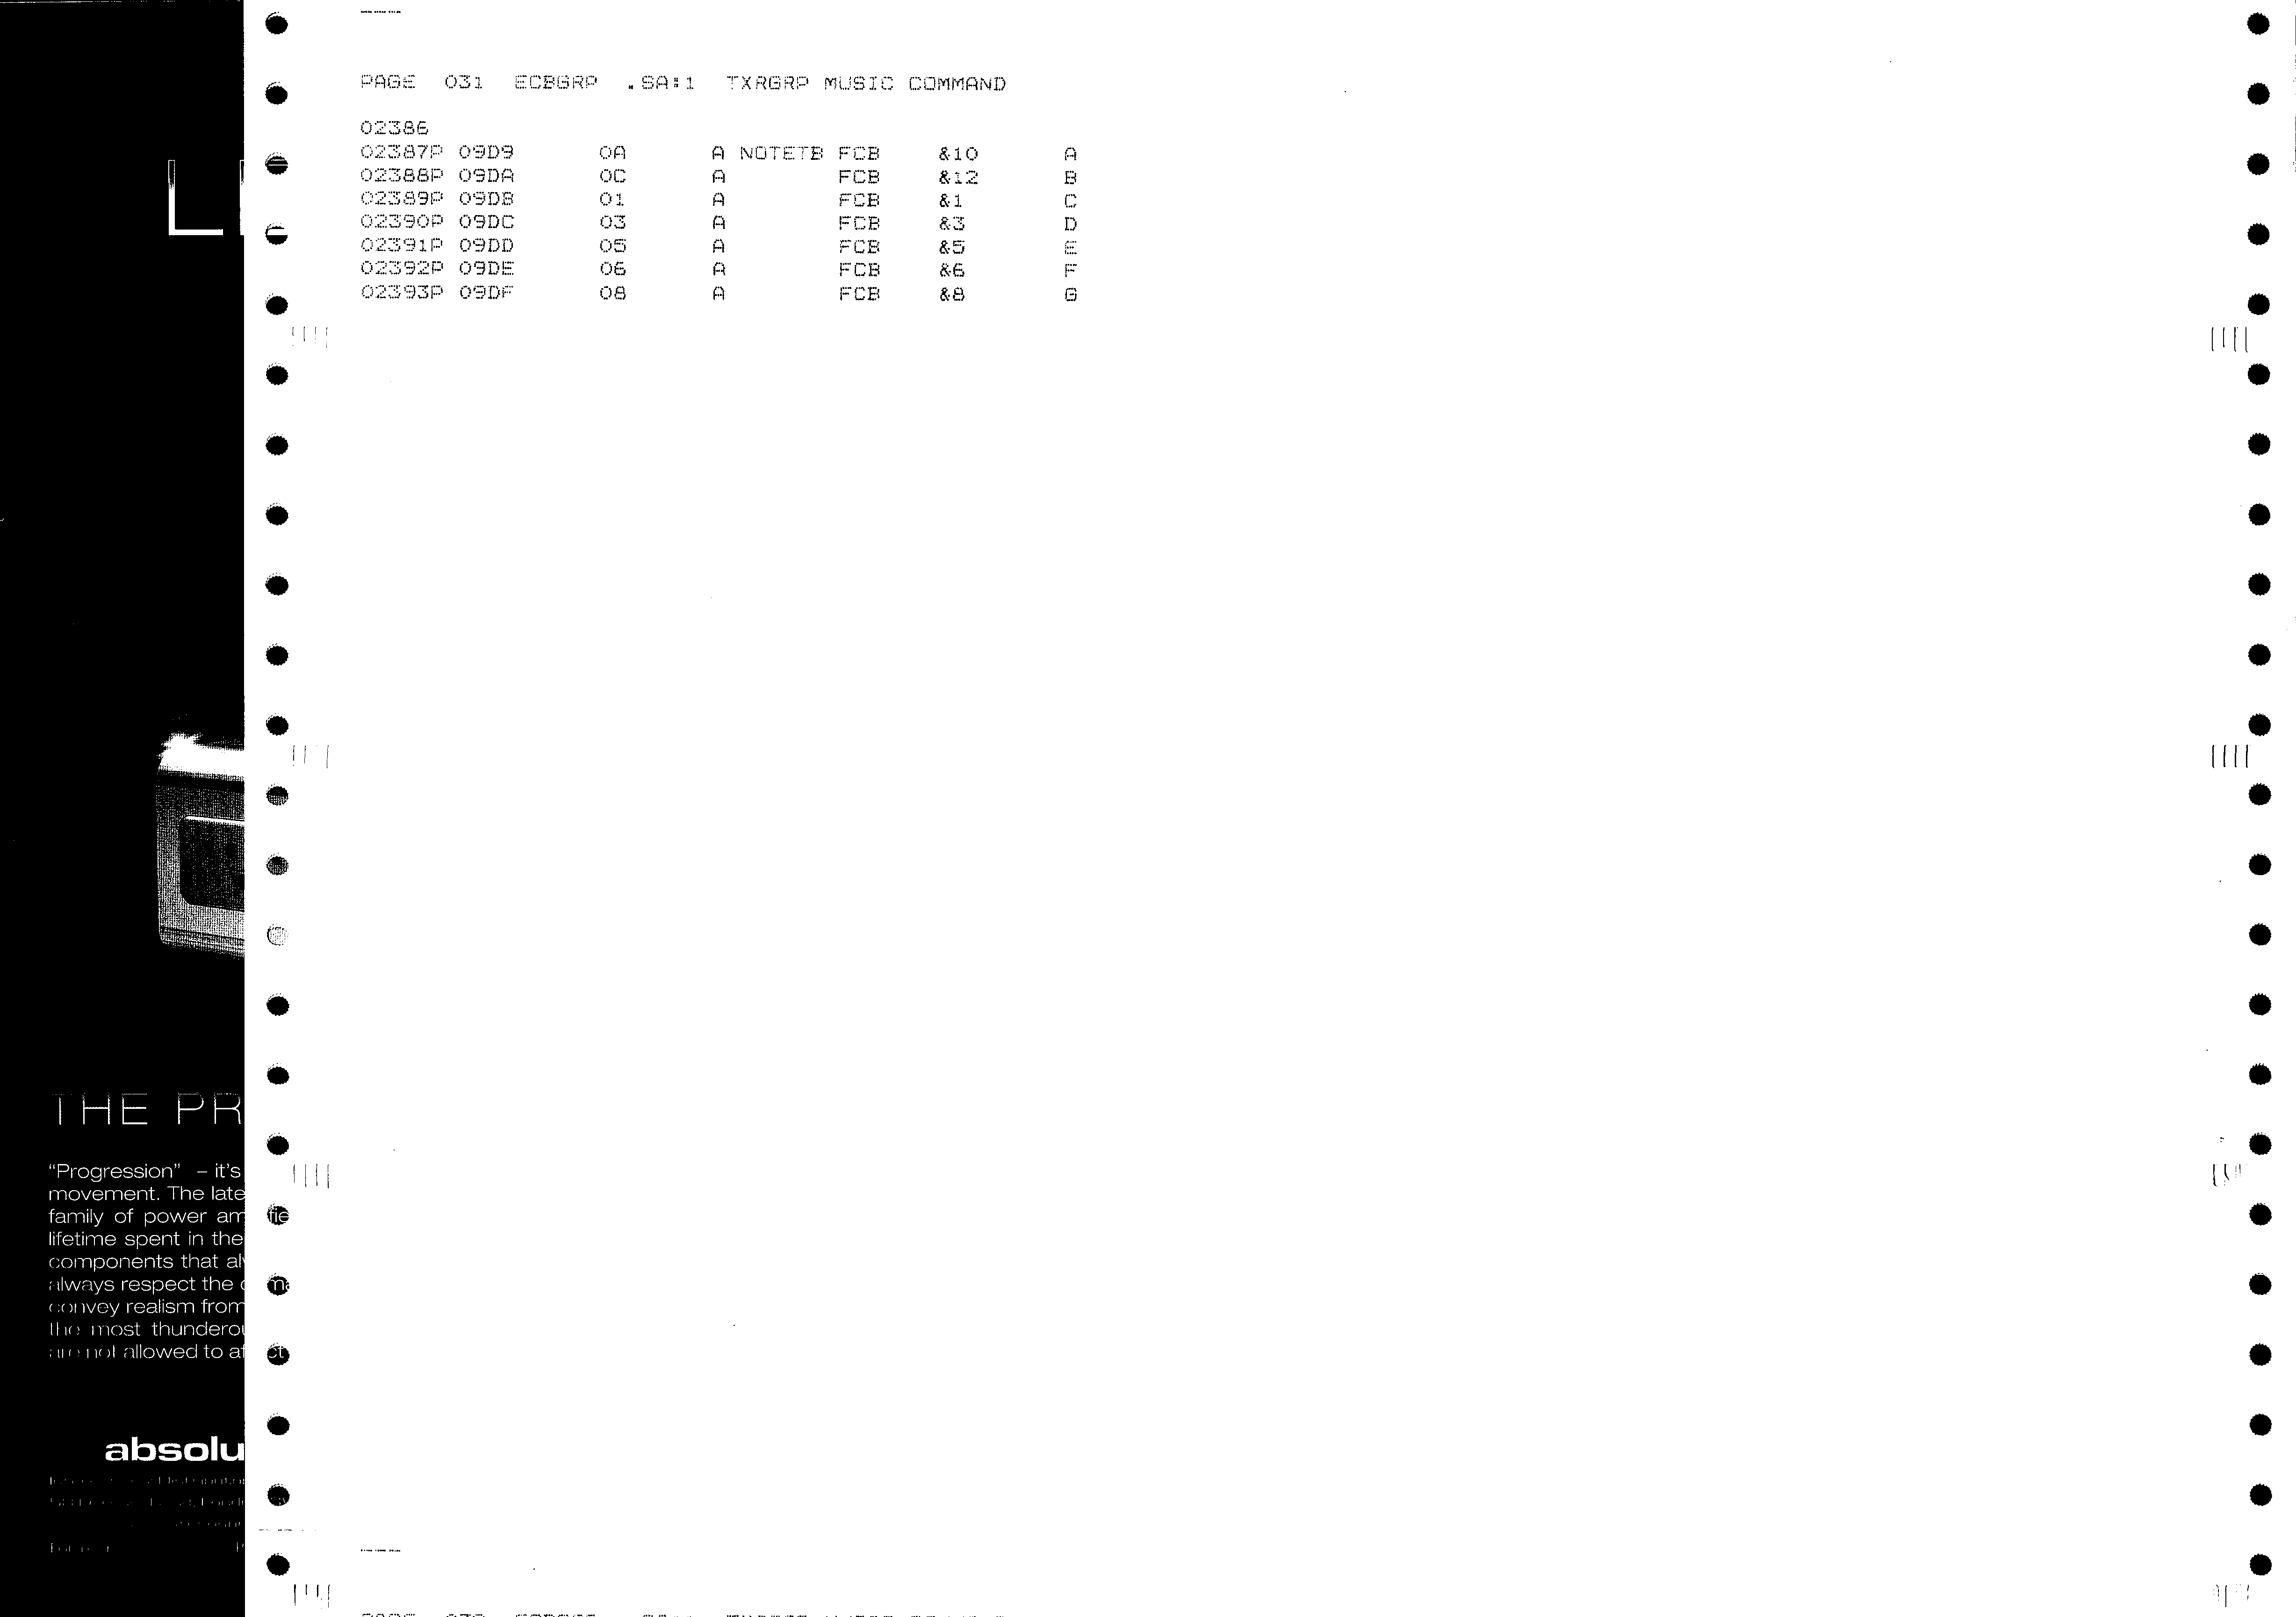 PAGE 031 ECBGRP .SA:1 TXRGRP MUSIC COMMAND
02386
02387P 09D9 0A A NOTETB FCB &10 A
02388P 09DA 0C A FCB &12 B
02389P 09DB 01 A FCB &1 C
02390P 09DC 03 A FCB &3 D
02391P 09DD 05 A FCB &5 E
02392P 09DE 06 A FCB &6 F
02393P 09DF 08 A FCB &8 G
THE PR
“Progression” – it's
movement. The late
family of power am fie
lifetime spent in the
components that al
always respect the
convey realism from
the most thundero
are not allowed to af ct
absolu